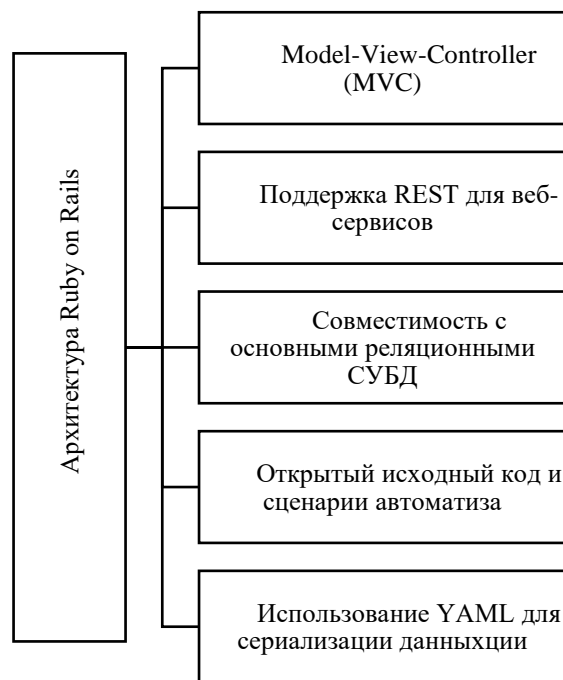 Архитектура Ruby on Rails
Model-View-Controller
(MVC)
Поддержка REST для веб-
сервисов
Совместимость с
основными реляционными
СУБД
Открытый исходный код и
сценарии автоматиза
Использование YAML для
сериализации данныхции